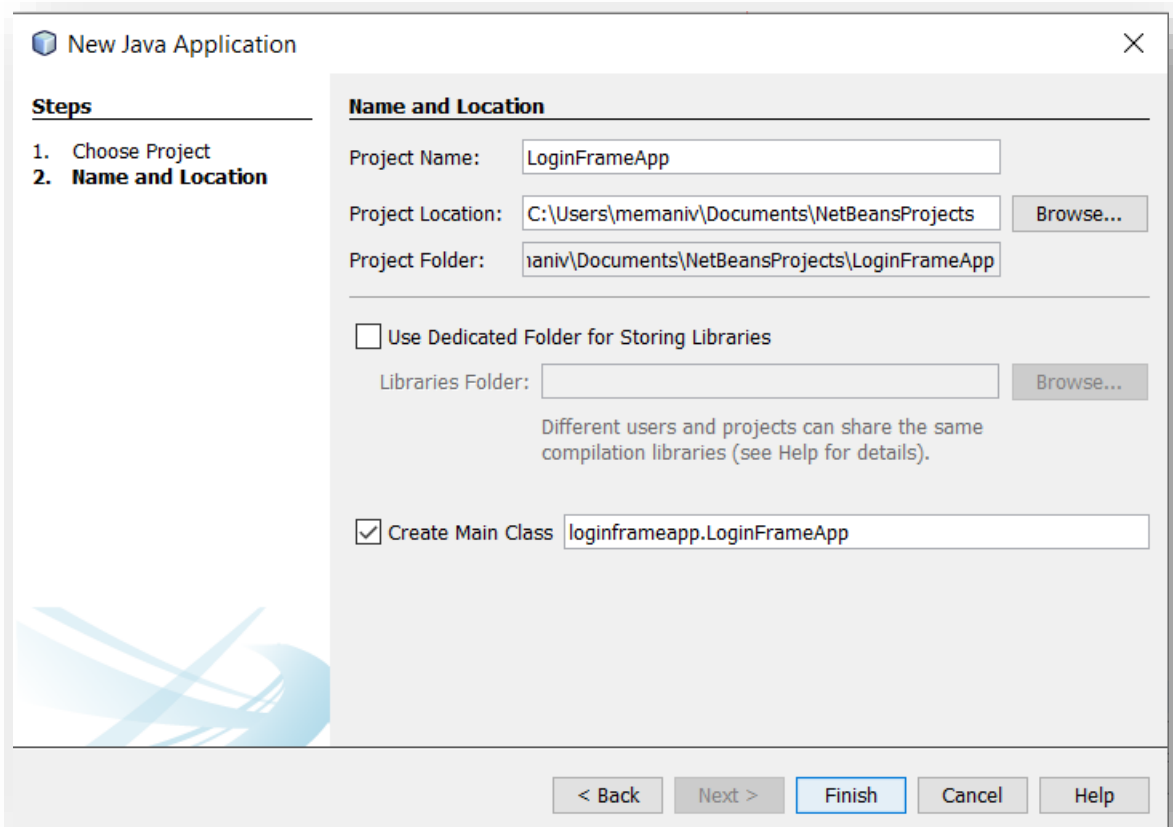 New Java Application
Steps
1. Choose Project
2. Name and Location
Name and Location
Project Name: LoginFrameApp
Project Location: C:\Users\memaniv\Documents\NetBeansProjects Browse...
Project Folder: naniv\Documents\NetBeansProjects\LoginFrameApp
Use Dedicated Folder for Storing Libraries
Libraries Folder: Browse...
Different users and projects can share the same
compilation libraries (see Help for details).
Create Main Class loginframeapp.LoginFrameApp
< Back Next > Finish Cancel Help